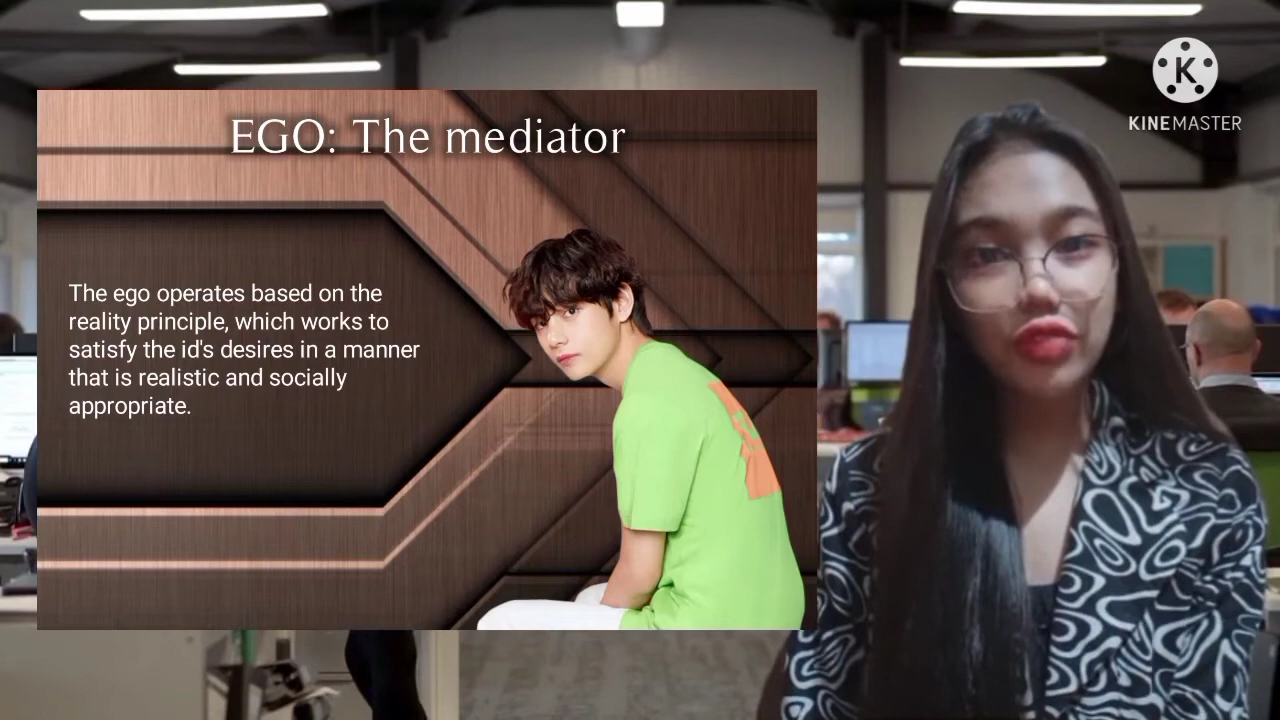 EGO: The mediator
The ego operates based on the
reality principle, which works to
satisfy the id's desires in a manner
that is realistic and socially
appropriate.
K
KINEMASTER